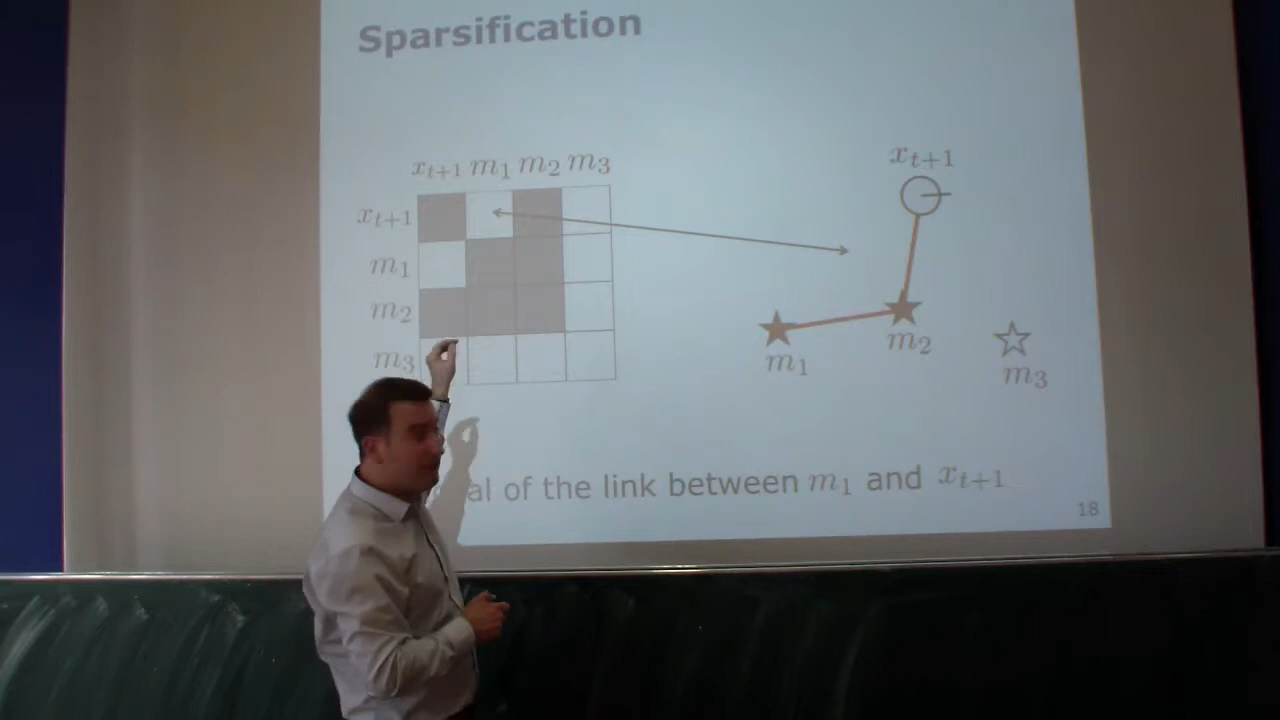 Sparsification
x_{t+1} m_1 m_2 m_3
x_{t+1}
m_1
m_2
m_3
x_{t+1}
m_1
m_2
m_3
of the link between m_1 and x_{t+1}
18